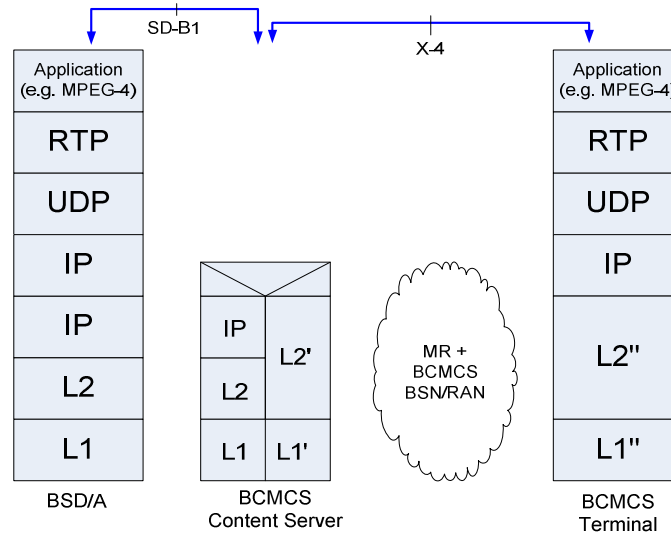 SD-B1
X-4
Application
(e.g. MPEG-4)
RTP
UDP
IP
IP
L2
L1
BSD/A
IP
L2'
L2
L1
L1'
BCMCS
Content Server
MR +
BCMCS
BSN/RAN
Application
(e.g. MPEG-4)
RTP
UDP
IP
L2"
L1"
BCMCS
Terminal